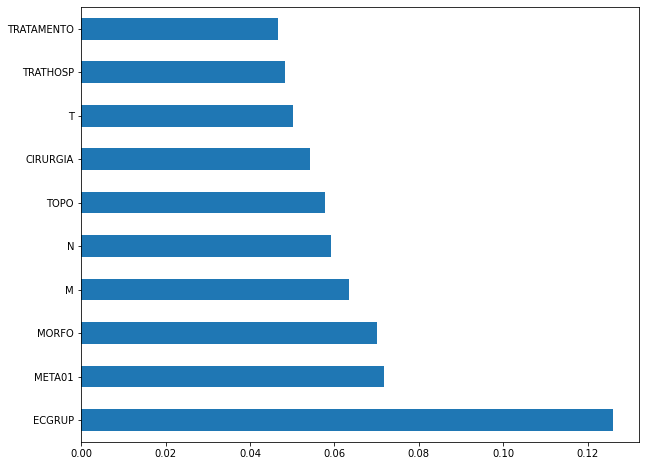 TRATAMENTO
TRATHOSP
T
CIRURGIA
TOPO
N
M
MORFO
META01
ECGRUP
0.00 0.02 0.04 0.06 0.08 0.10 0.12